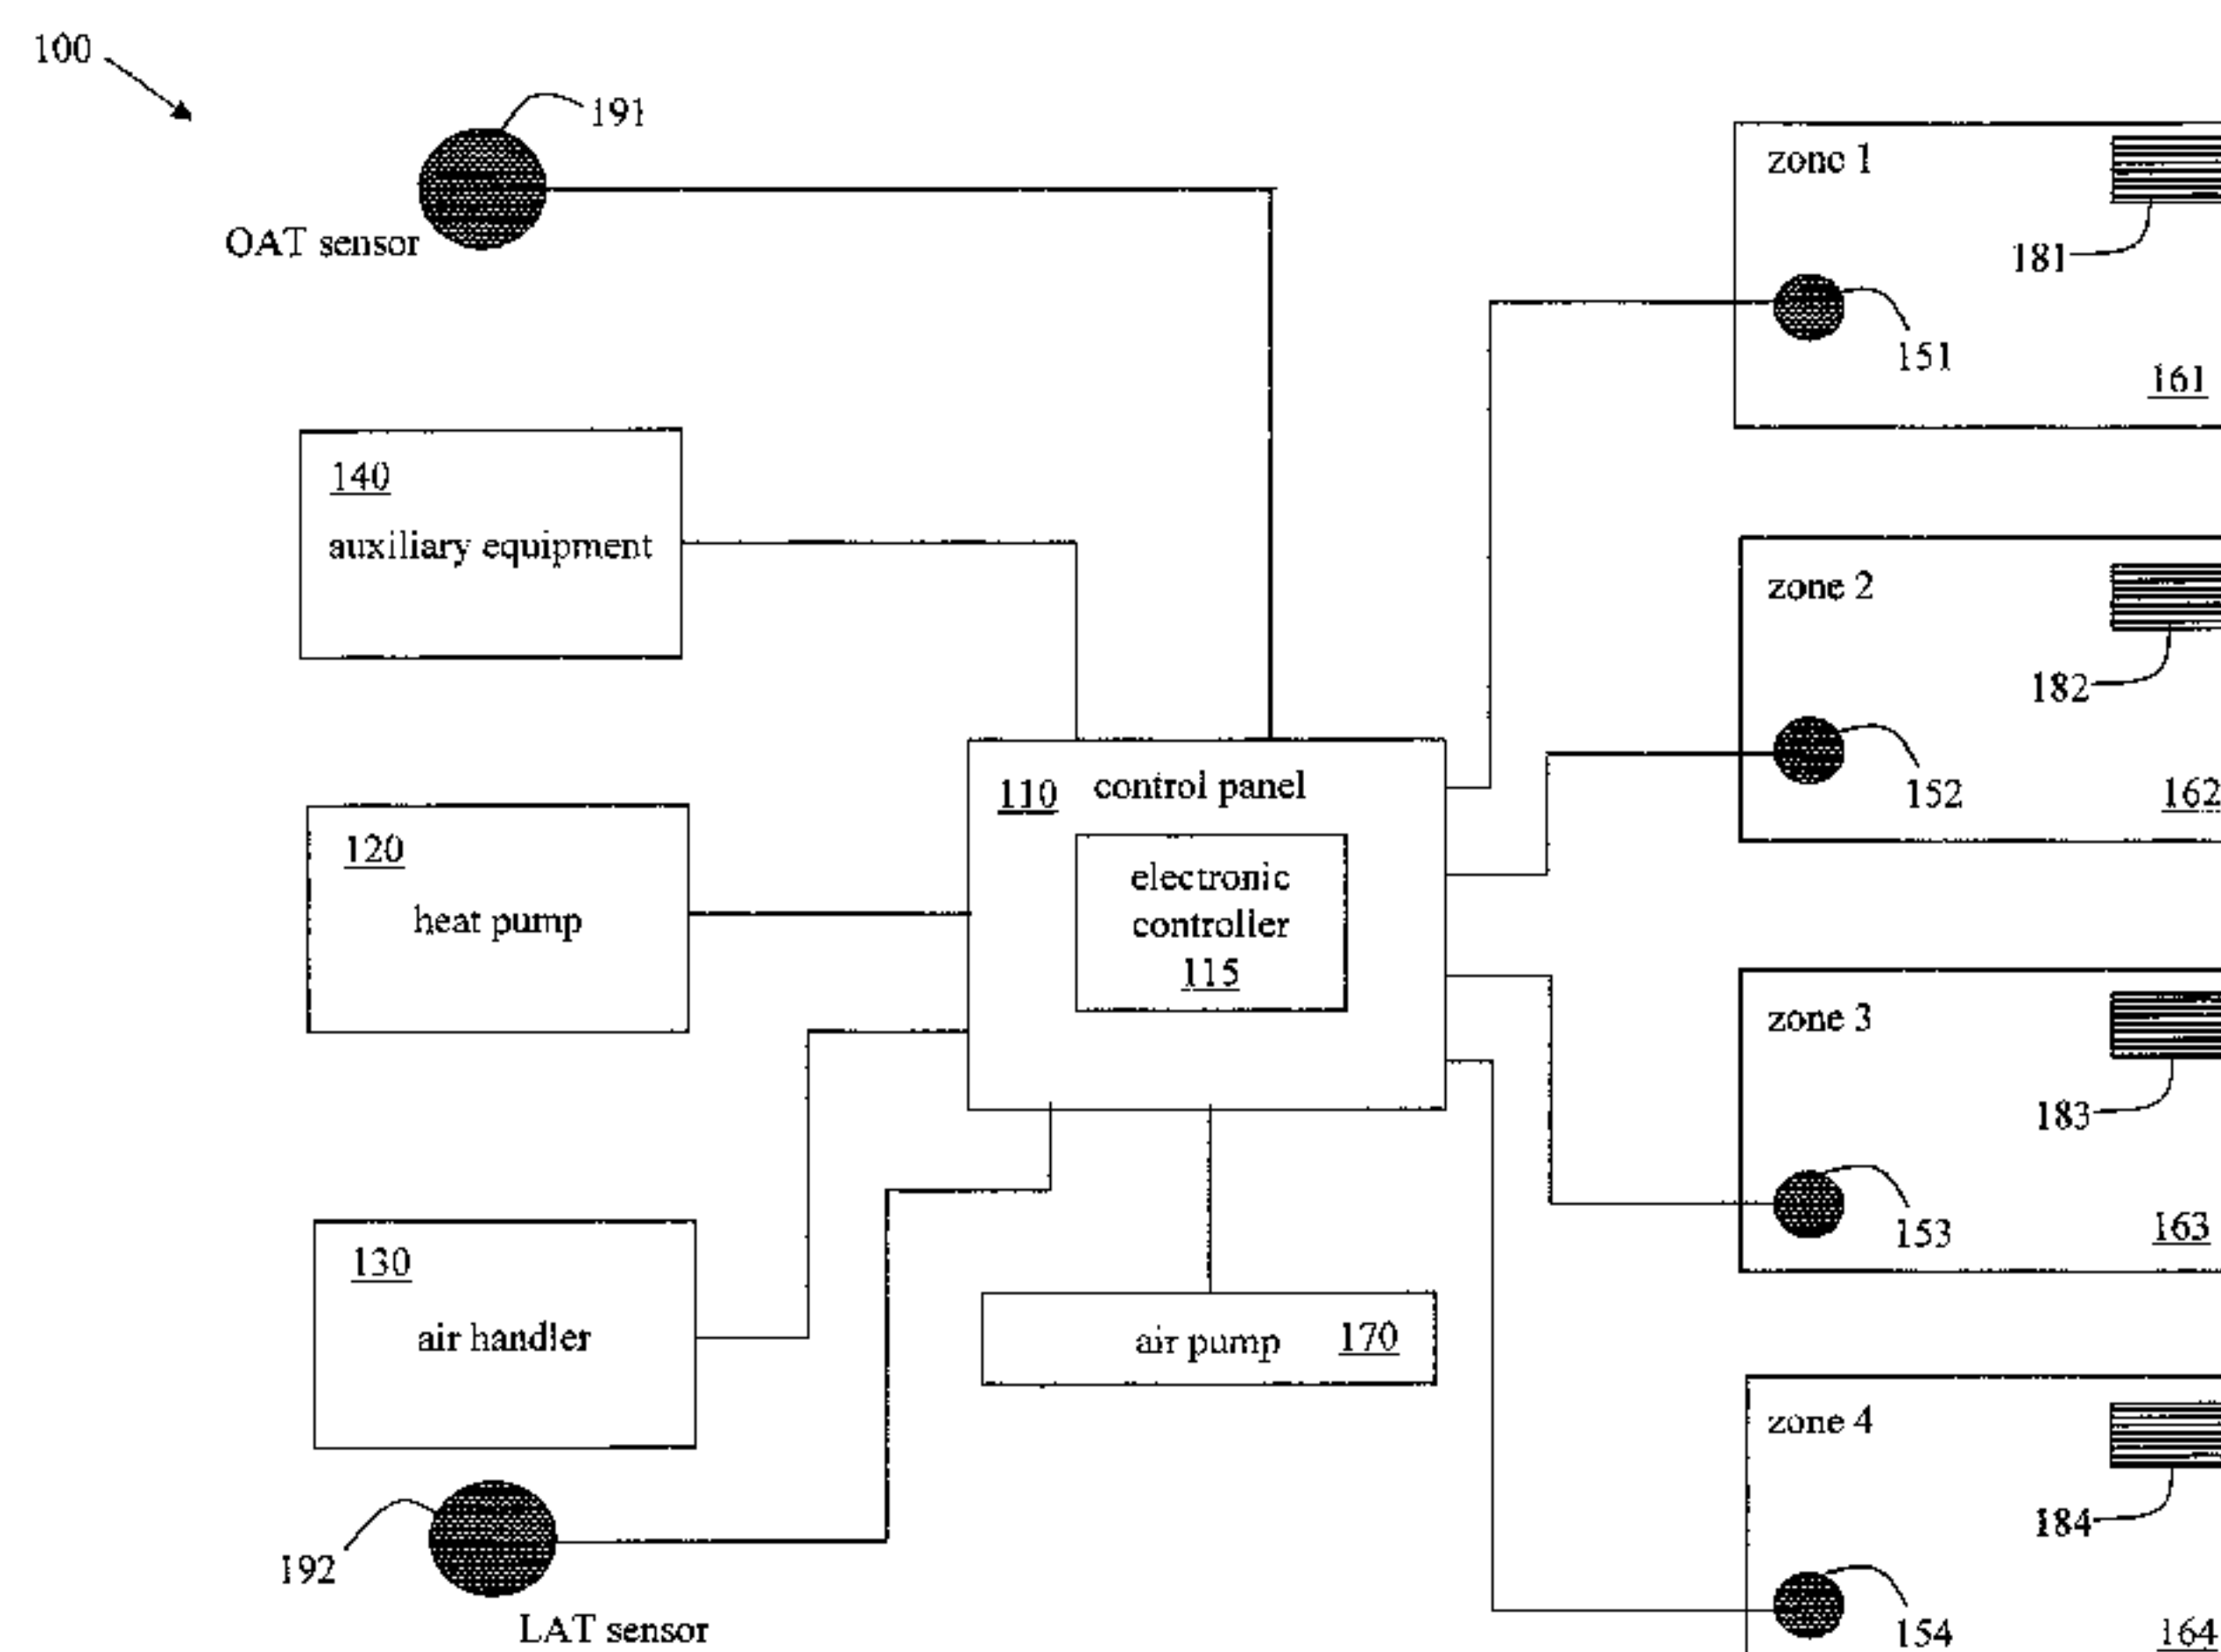 100
191
OAT sensor
zone 1
181
151
161
140
auxiliary equipment
zone 2
182
152
162
110 control panel
electronic
controller
115
120
heat pump
zone 3
183
153
163
130
air handler
air pump 170
zone 4
184
154
164
192
LAT sensor